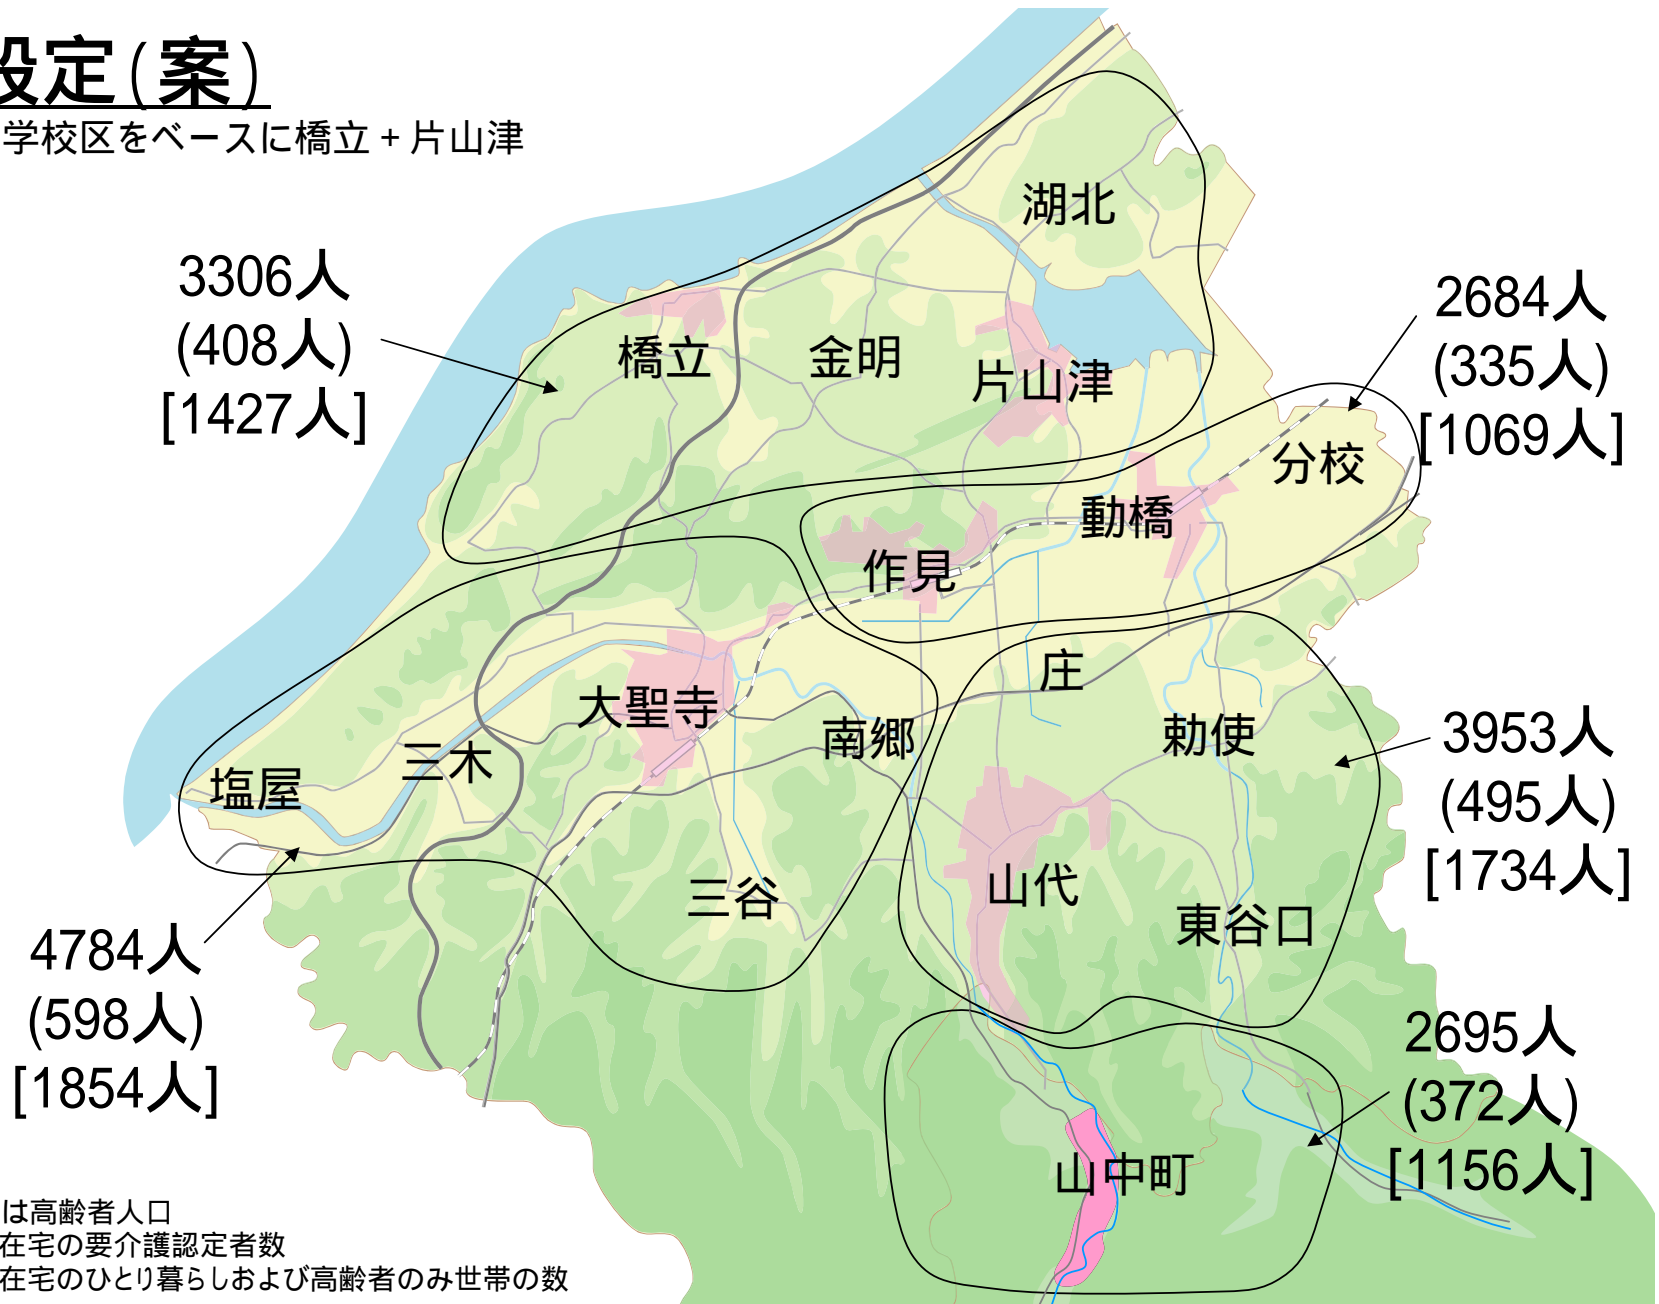 設定(案)
学校区をベースに橋立 + 片山津
湖北
3306人
(408人)
[1427人]
2684人
(335人)
[1069人]
橋立
金明
片山津
分校
動橋
作見
庄
大聖寺
南郷
勅使
三木
塩屋
3953人
(495人)
[1734人]
山代
三谷
東谷口
4784人
(598人)
[1854人]
2695人
(372人)
[1156人]
山中町
は高齢者人口
在宅の要介護認定者数
在宅のひとり暮らしおよび高齢者のみ世帯の数